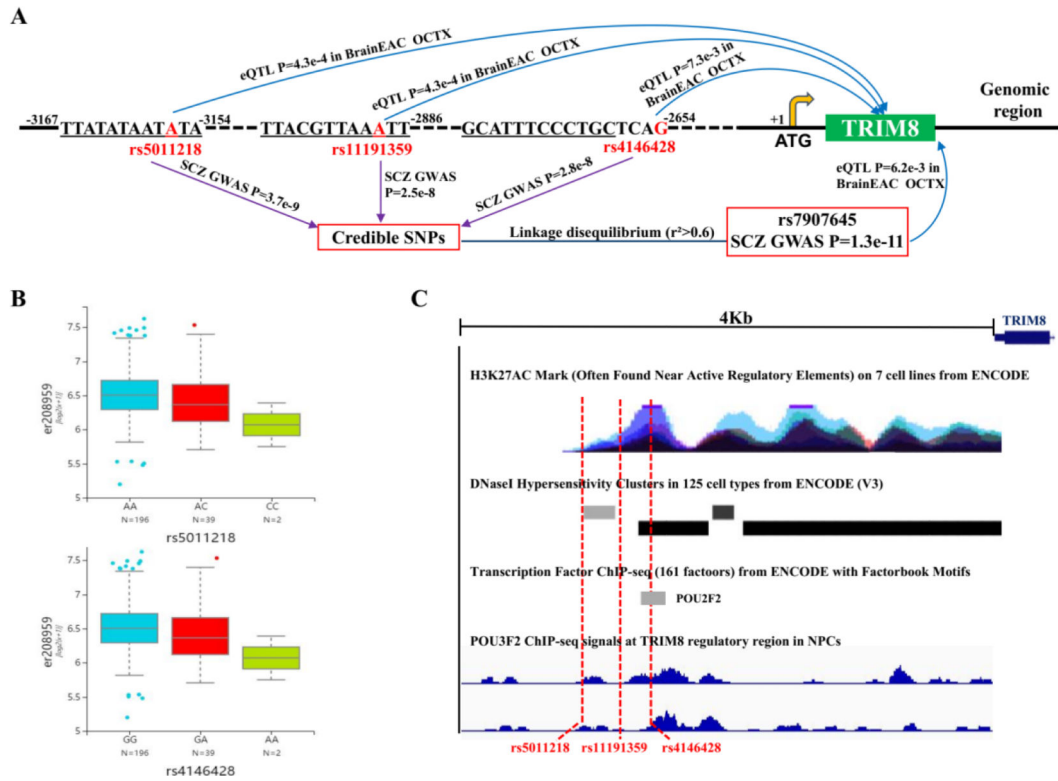 A
eQTL P=4.3e-4 in BrainEAC OCTX
eQTL P=4.3e-4 in BrainEAC OCTX
eQTL P=7.3e-3 in
BrainEAC OCTX
Genomic
region
-3167
TTATATAATATA
-3154
TTACGTTAAATT
-2886
GCATTTCCCTGCTCAG
-2654
+1
ATG
TRIM8
rs5011218
rs11191359
rs4146428
SCZ GWAS P=3.7e-9
SCZ GWAS
P=2.5e-8
SCZ GWAS P=2.8e-8
eQTL P=6.2e-3 in
BrainEAC OCTX
Credible SNPs
Linkage disequilibrium (r²>0.6)
rs7907645
SCZ GWAS P=1.3e-11
B
7.5
7
6.5
6
5.5
5
er208959
[log2(x+1)]
AA
AC
CC
N=196
N=39
N=2
rs5011218
7.5
7
6.5
6
5.5
5
er208959
[log2(x+1)]
GG
GA
AA
N=196
N=39
N=2
rs4146428
C
4Kb
TRIM8
H3K27AC Mark (Often Found Near Active Regulatory Elements) on 7 cell lines from ENCODE
DNaseI Hypersensitivity Clusters in 125 cell types from ENCODE (V3)
Transcription Factor ChIP-seq (161 factoors) from ENCODE with Factorbook Motifs
POU2F2
POU3F2 ChIP-seq signals at TRIM8 regulatory region in NPCs
rs5011218
rs11191359
rs4146428